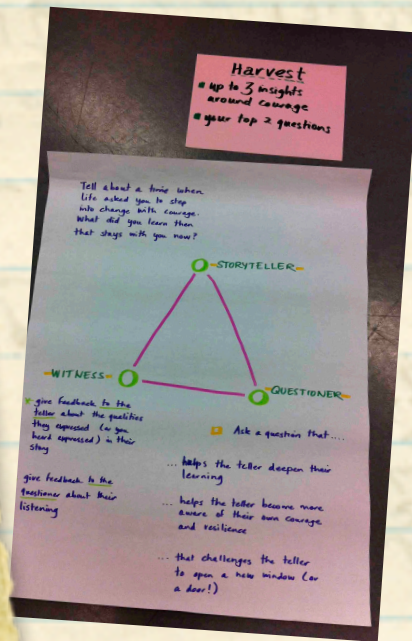 Harvest
• up to 3 insights
around courage
• your top 2 questions
Tell about a time when
life asked you to step
into change with courage.
What did you learn then
that stays with you now?
STORYTELLER
WITNESS
QUESTIONER
give feedback to the
teller about the qualities
they expressed (or you
heard expressed) in their
story
give feedback to the
questioner about their
listening
Ask a question that ....
... helps the teller deepen their
learning
... helps the teller become more
aware of their own courage
and resilience
... that challenges the teller
to open a new window (or
a door!)